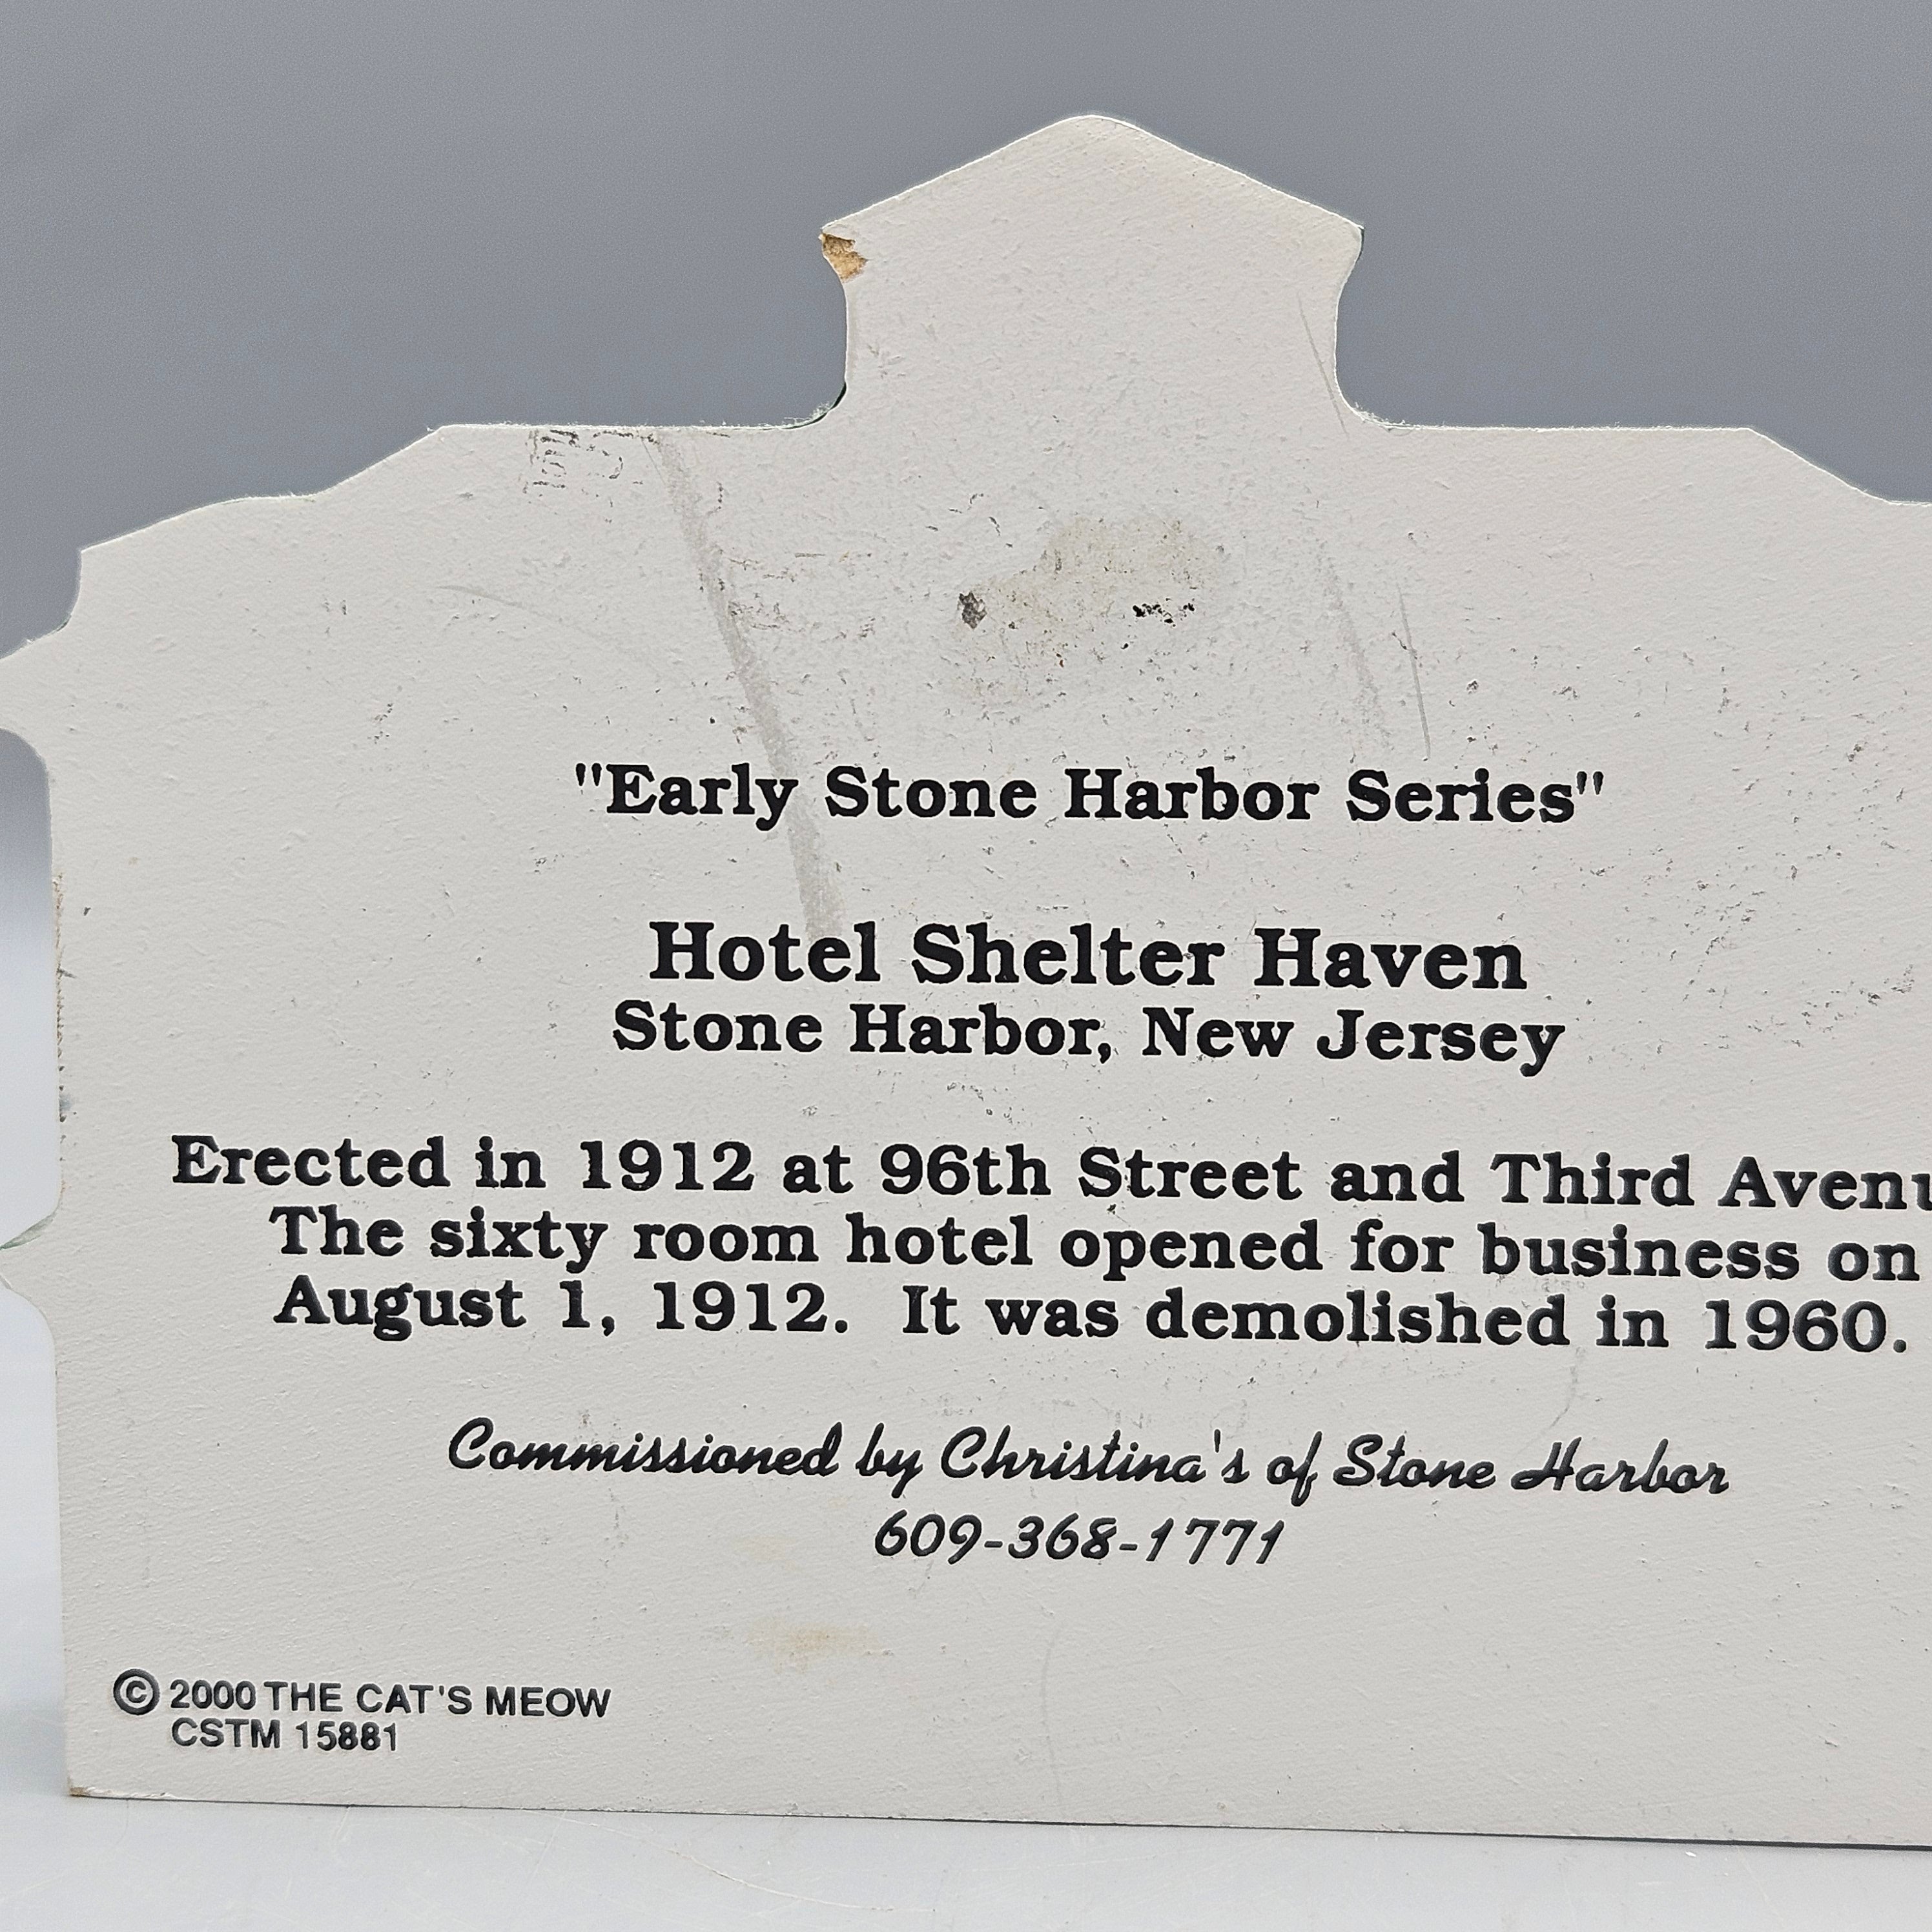 "Early Stone Harbor Series"
Hotel Shelter Haven
Stone Harbor, New Jersey
Erected in 1912 at 96th Street and Third Avenu
The sixty room hotel opened for business on
August 1, 1912. It was demolished in 1960.
Commissioned by Christina's of Stone Harbor
609-368-1771
© 2000 THE CAT'S MEOW
CSTM 15881